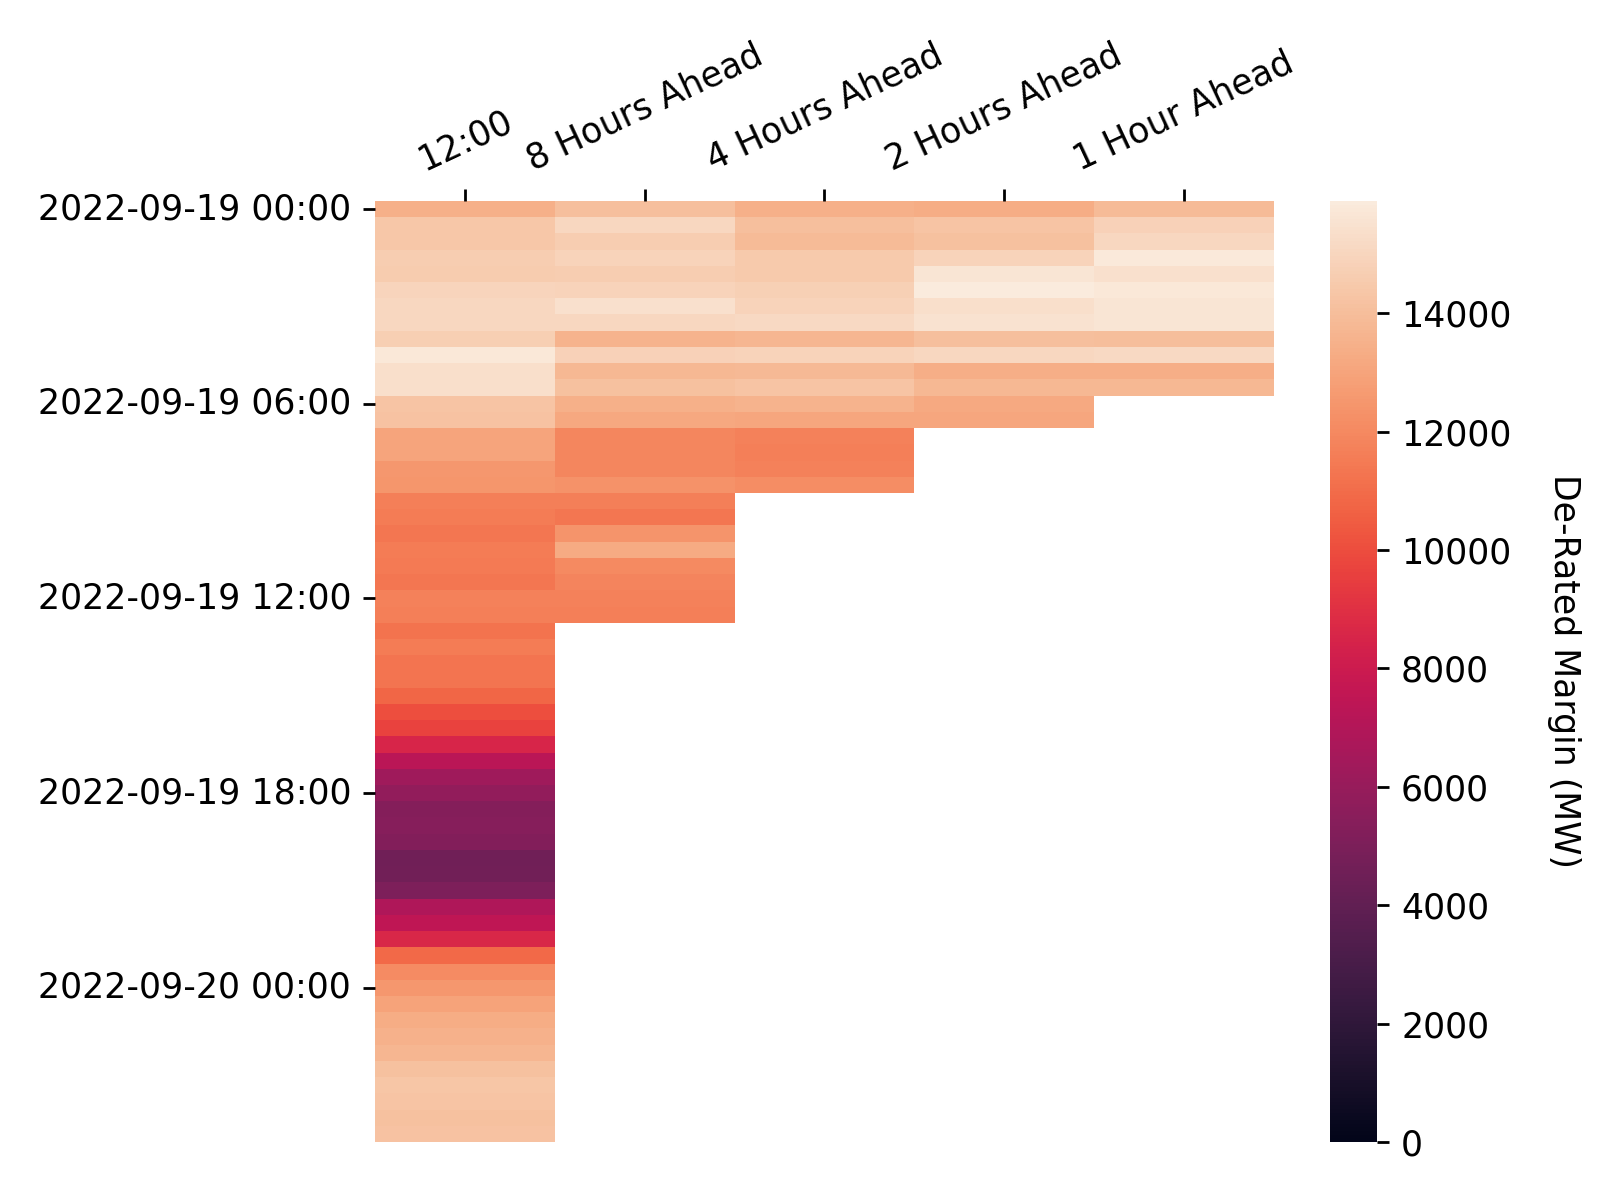 12:00
8 Hours Ahead
4 Hours Ahead
2 Hours Ahead
1 Hour Ahead
2022-09-19 00:00
2022-09-19 06:00
2022-09-19 12:00
2022-09-19 18:00
2022-09-20 00:00
14000
12000
10000
8000
6000
4000
2000
0
De-Rated Margin (MW)